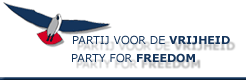 PARTIJ VOOR DE VRIJHEID
PARTY FOR FREEDOM